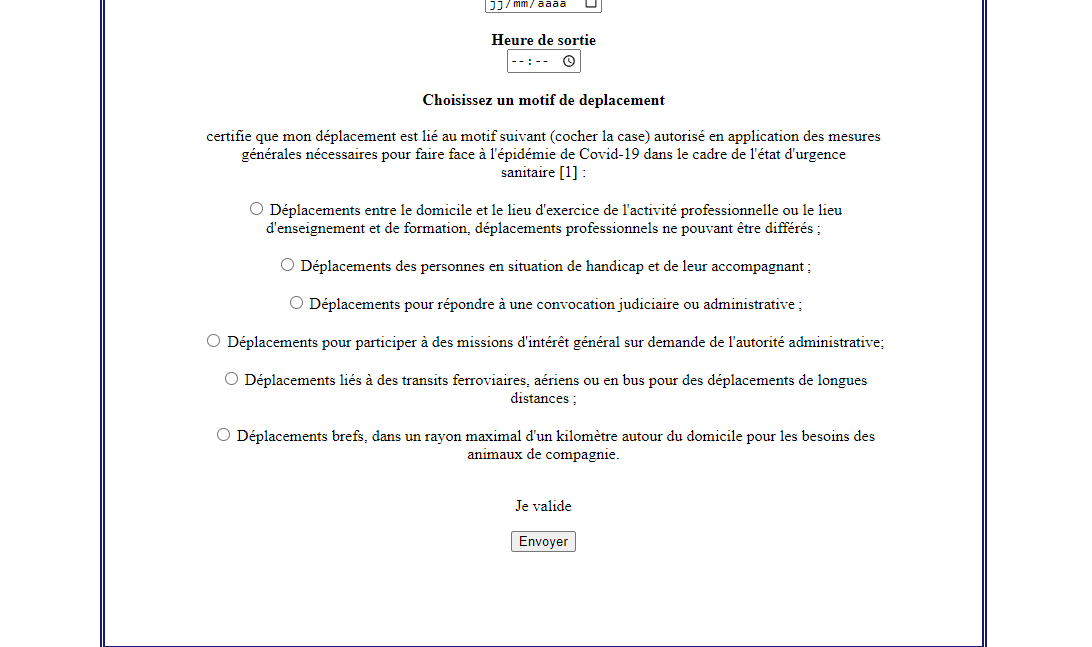 jj/mm/aaaa
Heure de sortie
--:--
Choisissez un motif de deplacement
certifie que mon déplacement est lié au motif suivant (cocher la case) autorisé en application des mesures
générales nécessaires pour faire face à l'épidémie de Covid-19 dans le cadre de l'état d'urgence
sanitaire [1] :
Déplacements entre le domicile et le lieu d'exercice de l'activité professionnelle ou le lieu
d'enseignement et de formation, déplacements professionnels ne pouvant être différés ;
Déplacements des personnes en situation de handicap et de leur accompagnant ;
Déplacements pour répondre à une convocation judiciaire ou administrative ;
Déplacements pour participer à des missions d'intérêt général sur demande de l'autorité administrative;
Déplacements liés à des transits ferroviaires, aériens ou en bus pour des déplacements de longues
distances ;
Déplacements brefs, dans un rayon maximal d'un kilomètre autour du domicile pour les besoins des
animaux de compagnie.
Je valide
Envoyer